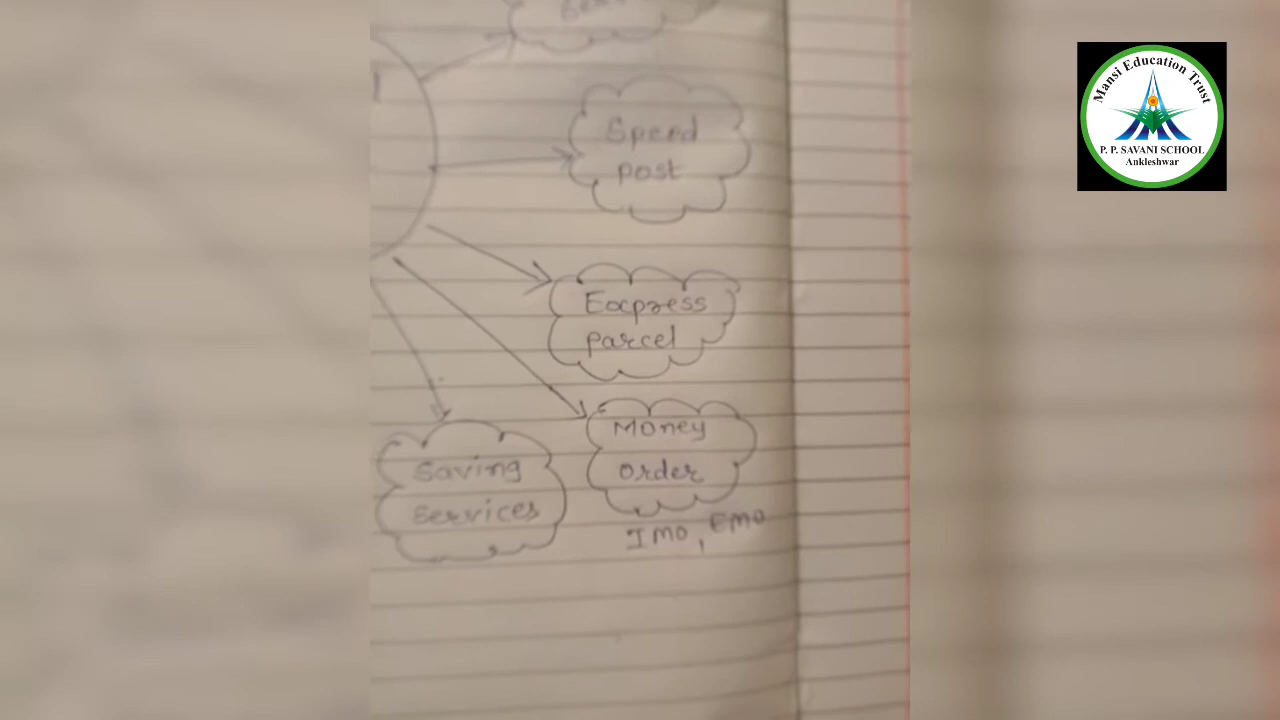 Speed
post
Express
parcel
Money
order
IMO, EMO
Saving
services
Mansi Education Trust
P. P. SAVANI SCHOOL
Ankleshwar